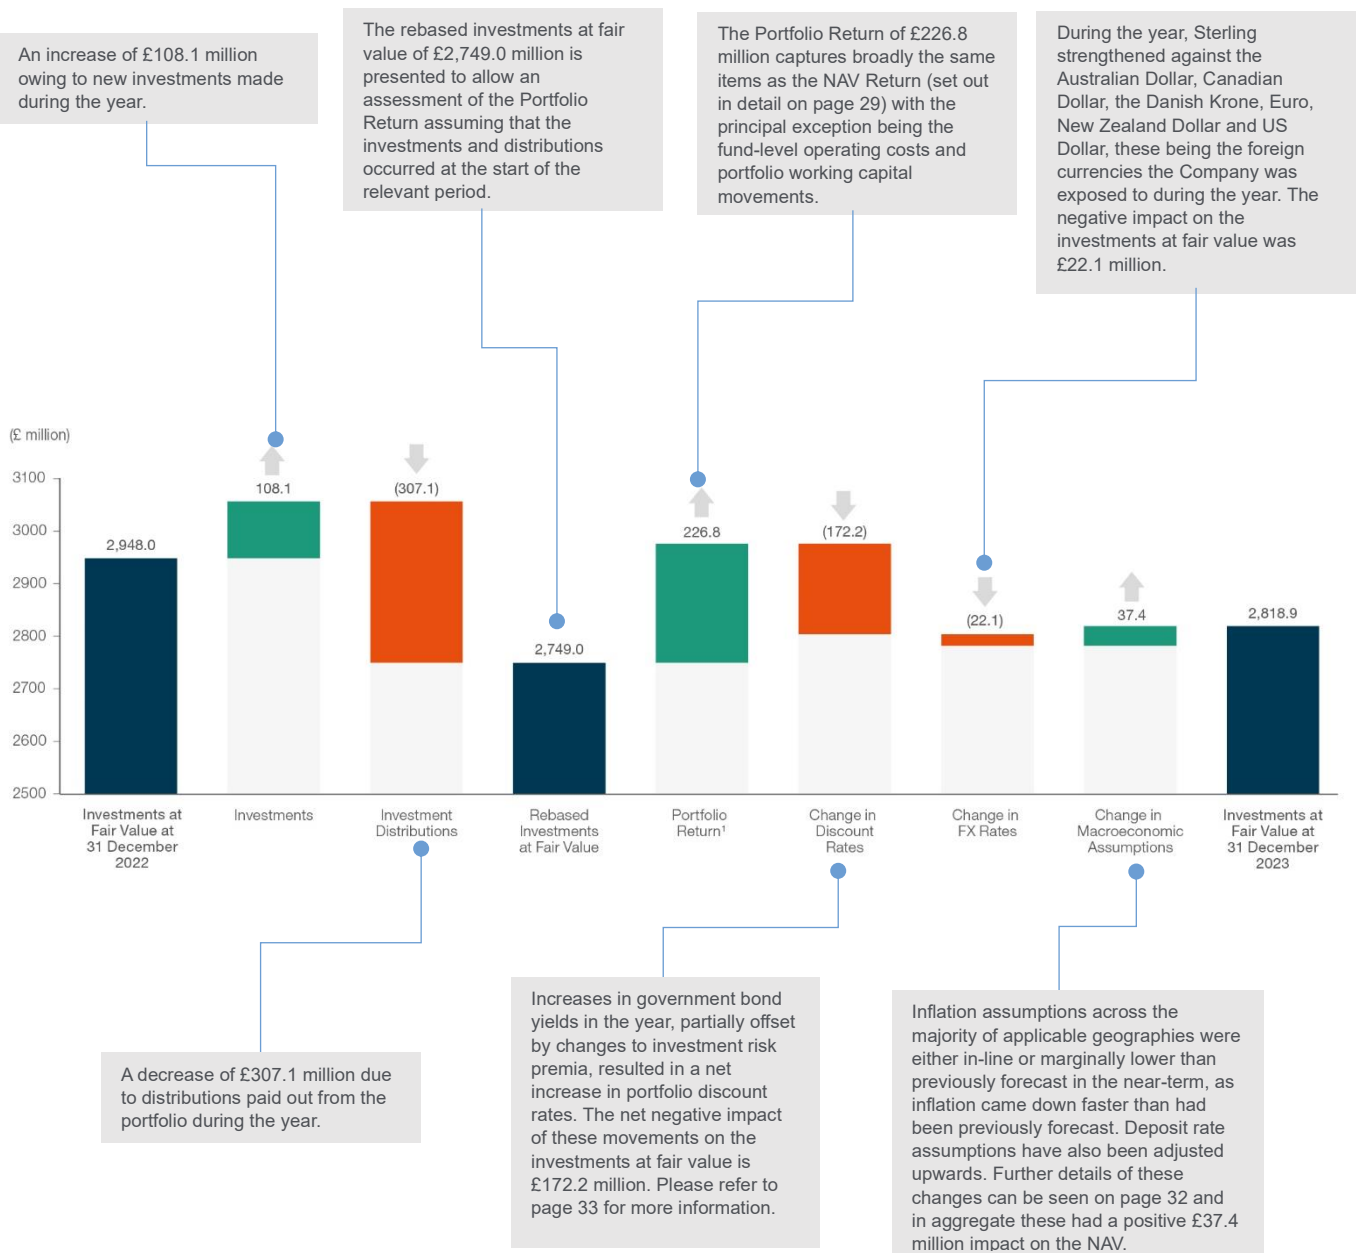 An increase of £108.1 million
owing to new investments made
during the year.
The rebased investments at fair
value of £2,749.0 million is
presented to allow an
assessment of the Portfolio
Return assuming that the
investments and distributions
occurred at the start of the
relevant period.
The Portfolio Return of £226.8
million captures broadly the same
items as the NAV Return (set out
in detail on page 29) with the
principal exception being the
fund-level operating costs and
portfolio working capital
movements.
During the year, Sterling
strengthened against the
Australian Dollar, Canadian
Dollar, the Danish Krone, Euro,
New Zealand Dollar and US
Dollar, these being the foreign
currencies the Company was
exposed to during the year. The
negative impact on the
investments at fair value was
£22.1 million.
(£ million)
3100
3000
2900
2800
2700
2600
2500
2,948.0
108.1
(307.1)
2,749.0
226.8
(172.2)
(22.1)
37.4
2,818.9
Investments at
Fair Value at
31 December
2022
Investments
Investment
Distributions
Rebased
Investments
at Fair Value
Portfolio
Return¹
Change in
Discount
Rates
Change in
FX Rates
Change in
Macroeconomic
Assumptions
Investments at
Fair Value at
31 December
2023
A decrease of £307.1 million due
to distributions paid out from the
portfolio during the year.
Increases in government bond
yields in the year, partially offset
by changes to investment risk
premia, resulted in a net
increase in portfolio discount
rates. The net negative impact
of these movements on the
investments at fair value is
£172.2 million. Please refer to
page 33 for more information.
Inflation assumptions across the
majority of applicable geographies were
either in-line or marginally lower than
previously forecast in the near-term, as
inflation came down faster than had
been previously forecast. Deposit rate
assumptions have also been adjusted
upwards. Further details of these
changes can be seen on page 32 and
in aggregate these had a positive £37.4
million impact on the NAV.